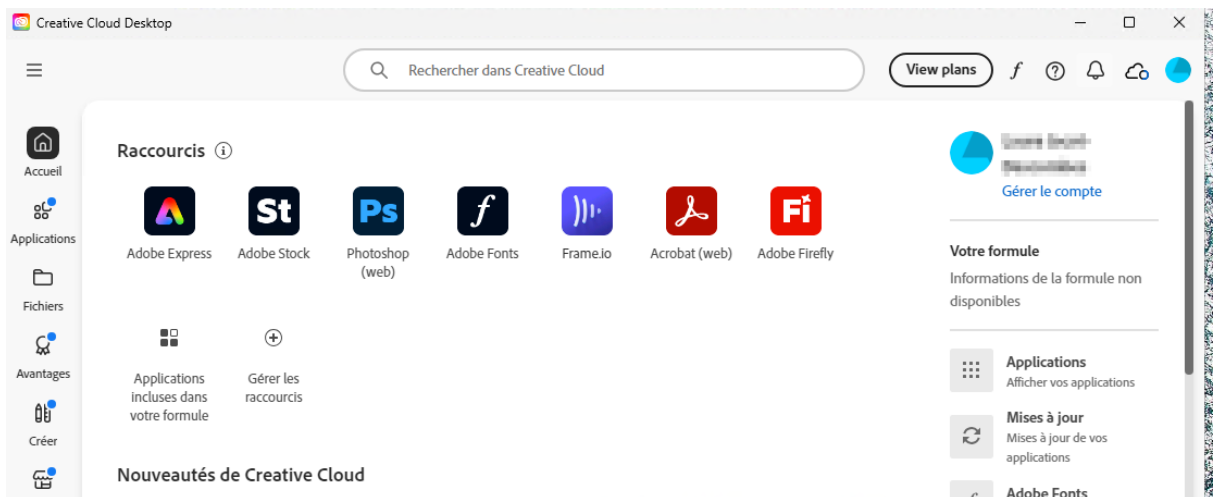 Creative Cloud Desktop
Rechercher dans Creative Cloud
View plans
Accueil
Applications
Fichiers
Avantages
Créer
Raccourcis
Adobe Express
St
Adobe Stock
Ps
Photoshop
(web)
f
Adobe Fonts
Frame.io
Acrobat (web)
Fi
Adobe Firefly
Applications
incluses dans
votre formule
Gérer les
raccourcis
Nouveautés de Creative Cloud
Gérer le compte
Votre formule
Informations de la formule non
disponibles
Applications
Afficher vos applications
Mises à jour
Mises à jour de vos
applications
Adobe Fonts